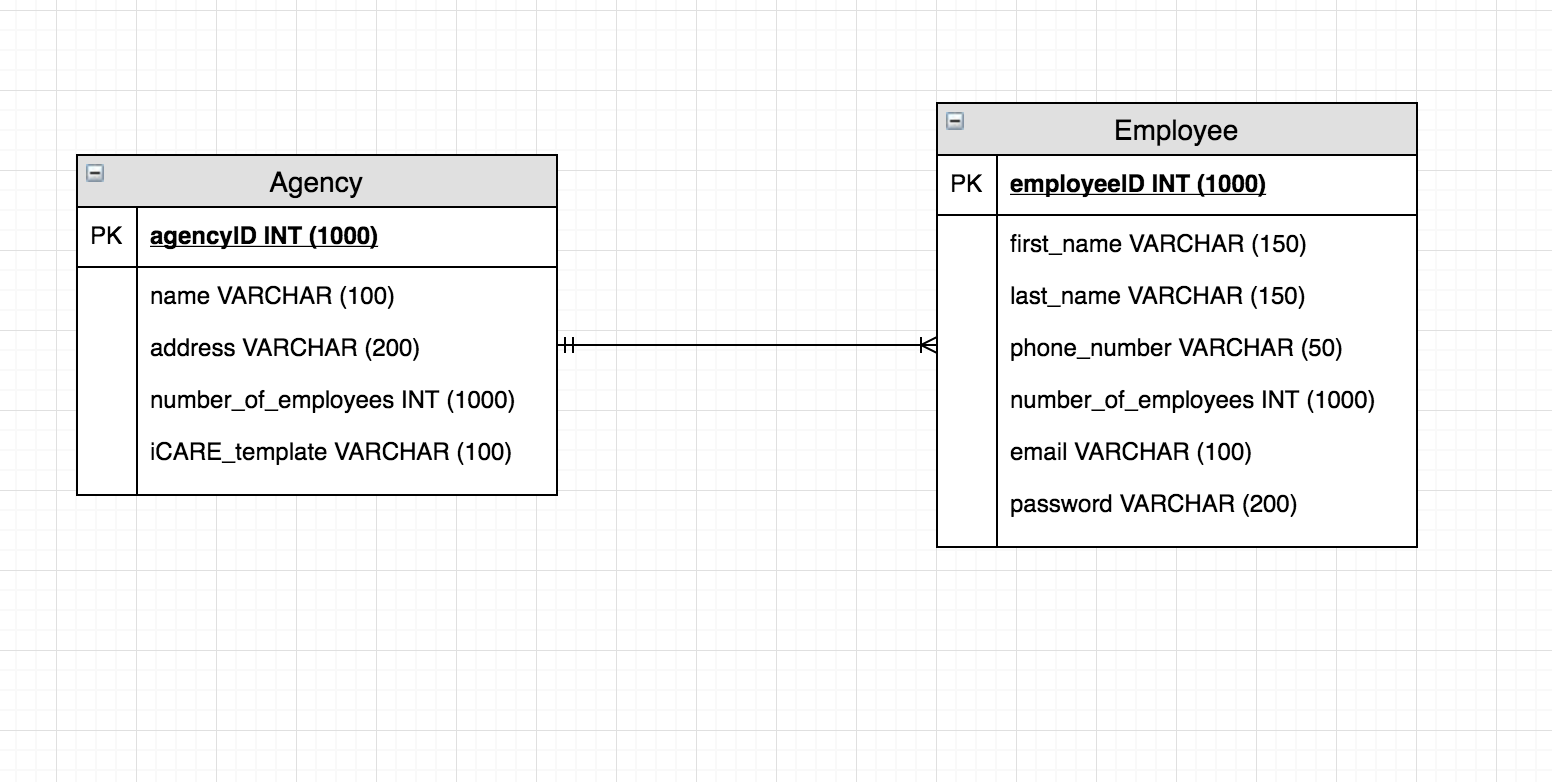 Agency
PK
agencyID INT (1000)
name VARCHAR (100)
address VARCHAR (200)
number_of_employees INT (1000)
iCARE_template VARCHAR (100)
Employee
PK
employeeID INT (1000)
first_name VARCHAR (150)
last_name VARCHAR (150)
phone_number VARCHAR (50)
number_of_employees INT (1000)
email VARCHAR (100)
password VARCHAR (200)